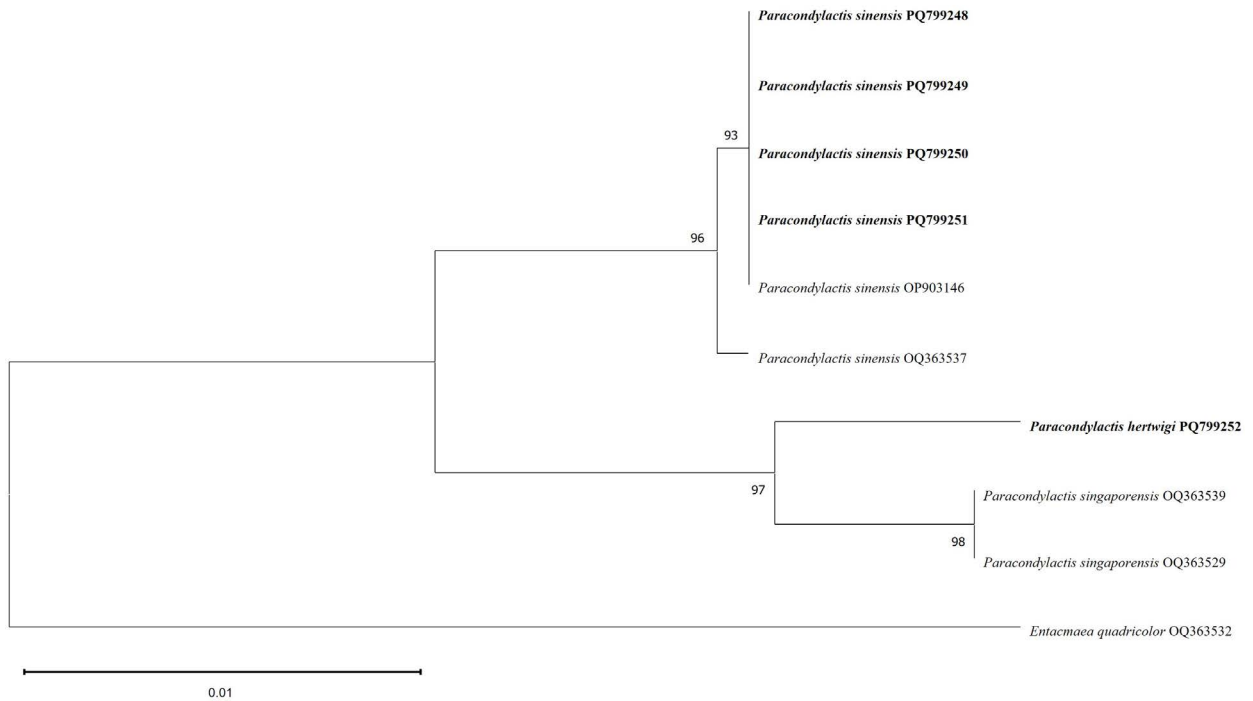 Paracondylactis sinensis PQ799248
Paracondylactis sinensis PQ799249
93
Paracondylactis sinensis PQ799250
Paracondylactis sinensis PQ799251
96
Paracondylactis sinensis OP903146
Paracondylactis sinensis OQ363537
Paracondylactis hertwigi PQ799252
97
Paracondylactis singaporensis OQ363539
98
Paracondylactis singaporensis OQ363529
Entacmaea quadricolor OQ363532
0.01